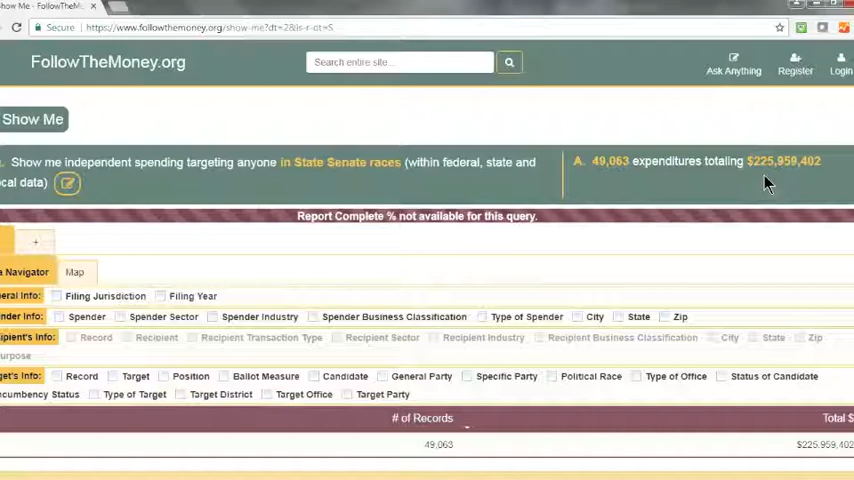 Show Me - FollowTheMone
Secure https://www.followthemoney.org/show-me?dt=2&is-r-ot=S
FollowTheMoney.org
Search entire site...
Ask Anything Register Login
Show Me
Show me independent spending targeting anyone in State Senate races (within federal, state and
cal data)
A. 49,063 expenditures totaling $225,959,402
Report Complete % not available for this query.
+
a Navigator Map
eral Info: Filing Jurisdiction Filing Year
nder Info: Spender Spender Sector Spender Industry Spender Business Classification Type of Spender City State Zip
ipient's Info: Record Recipient Recipient Transaction Type Recipient Sector Recipient Industry Recipient Business Classification City State Zip
urpose
get's Info: Record Target Position Ballot Measure Candidate General Party Specific Party Political Race Type of Office Status of Candidate
cumbency Status Type of Target Target District Target Office Target Party
# of Records Total $
49,063 $225,959,402